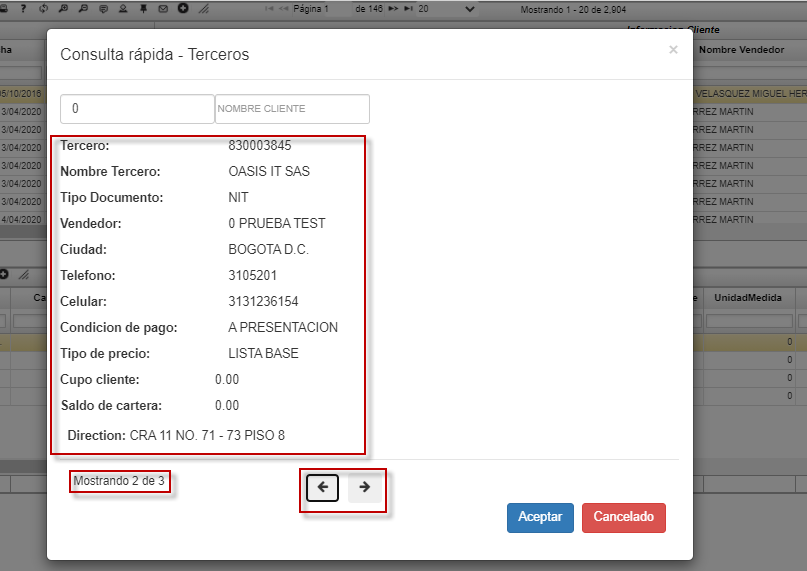 ? Página 1 de 146 20 Mostrando 1 - 20 de 2,904
Cliente
Nombre Vendedor
Consulta rápida - Terceros
×
0 NOMBRE CLIENTE
Tercero: 830003845
Nombre Tercero: OASIS IT SAS
Tipo Documento: NIT
Vendedor: 0 PRUEBA TEST
Ciudad: BOGOTA D.C.
Telefono: 3105201
Celular: 3131236154
Condicion de pago: A PRESENTACION
Tipo de precio: LISTA BASE
Cupo cliente: 0.00
Saldo de cartera: 0.00
Direction: CRA 11 NO. 71 - 73 PISO 8
Mostrando 2 de 3
Aceptar Cancelado
ha
5/10/2016
3/04/2020
3/04/2020
3/04/2020
3/04/2020
3/04/2020
3/04/2020
4/04/2020
Ca
VELASQUEZ MIGUEL HER
RREZ MARTIN
RREZ MARTIN
RREZ MARTIN
RREZ MARTIN
RREZ MARTIN
RREZ MARTIN
RREZ MARTIN
e UnidadMedida
0
0
0
0